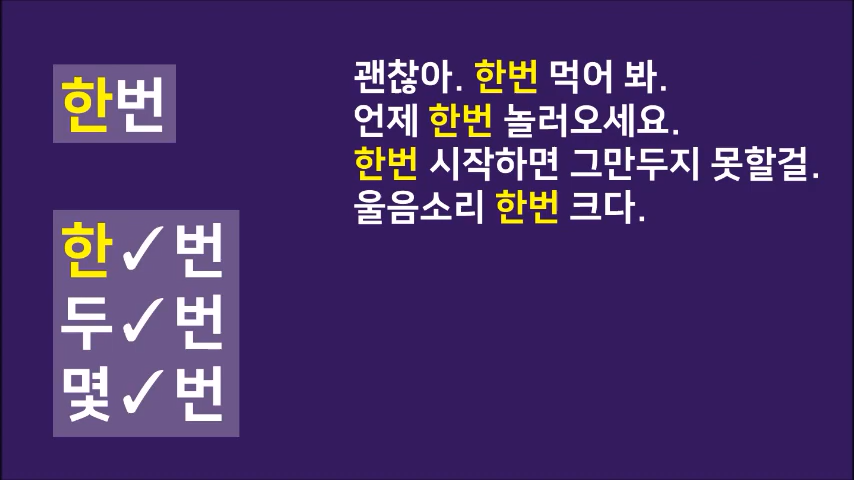 한번
괜찮아. 한번 먹어 봐.
언제 한번 놀러오세요.
한번 시작하면 그만두지 못할걸.
울음소리 한번 크다.
한✓번
두✓번
몇✓번